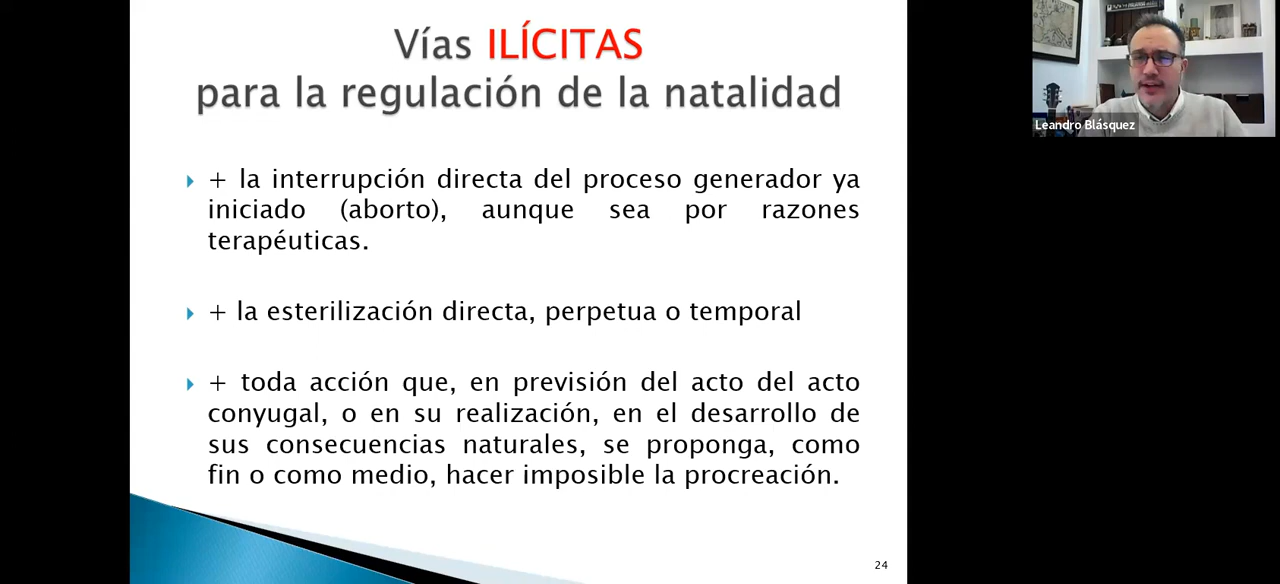 Vías ILÍCITAS
para la regulación de la natalidad
+ la interrupción directa del proceso generador ya
iniciado (aborto), aunque sea por razones
terapéuticas.
+ la esterilización directa, perpetua o temporal
+ toda acción que, en previsión del acto del acto
conyugal, o en su realización, en el desarrollo de
sus consecuencias naturales, se proponga, como
fin o como medio, hacer imposible la procreación.
24
Leandro Blásquez